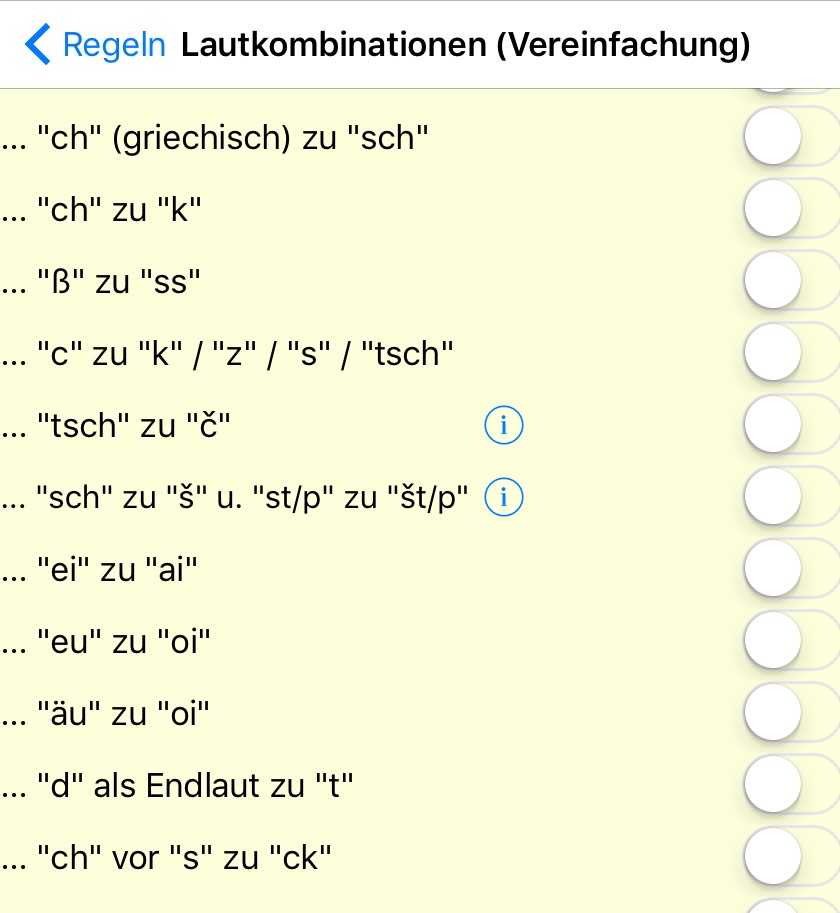 Regeln Lautkombinationen (Vereinfachung)
... "ch" (griechisch) zu "sch"
... "ch" zu "k"
... "ß" zu "ss"
... "c" zu "k" / "z" / "s" / "tsch"
... "tsch" zu "č" i
... "sch" zu "š" u. "st/p" zu "št/p" i
... "ei" zu "ai"
... "eu" zu "oi"
... "äu" zu "oi"
... "d" als Endlaut zu "t"
... "ch" vor "s" zu "ck"